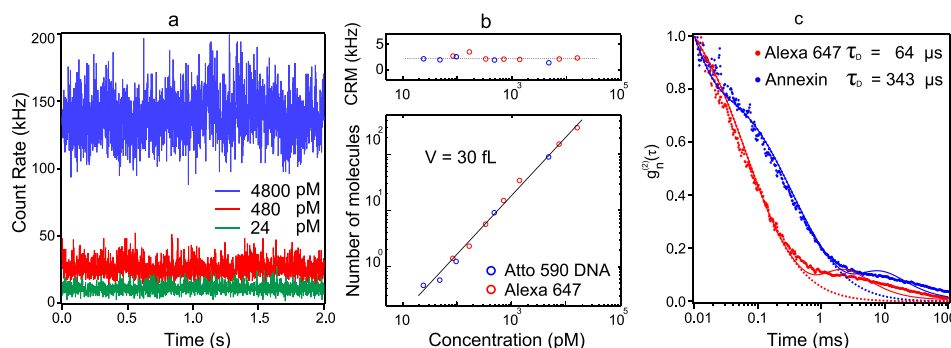 a
Count Rate (kHz)
200
150
100
50
0
4800 pM
480 pM
24 pM
0.0 0.5 1.0 1.5 2.0
Time (s)
b
CRM (kHz)
5
0
10 10³ 10⁵
Number of molecules
10²
10¹
10⁰
V = 30 fL
Atto 590 DNA
Alexa 647
10 10³ 10⁵
Concentration (pM)
c
gₙ⁽²⁾(τ)
1.0
0.8
0.6
0.4
0.2
0.0
Alexa 647 τD = 64 µs
Annexin τD = 343 µs
0.01 0.1 1 10 100
Time (ms)